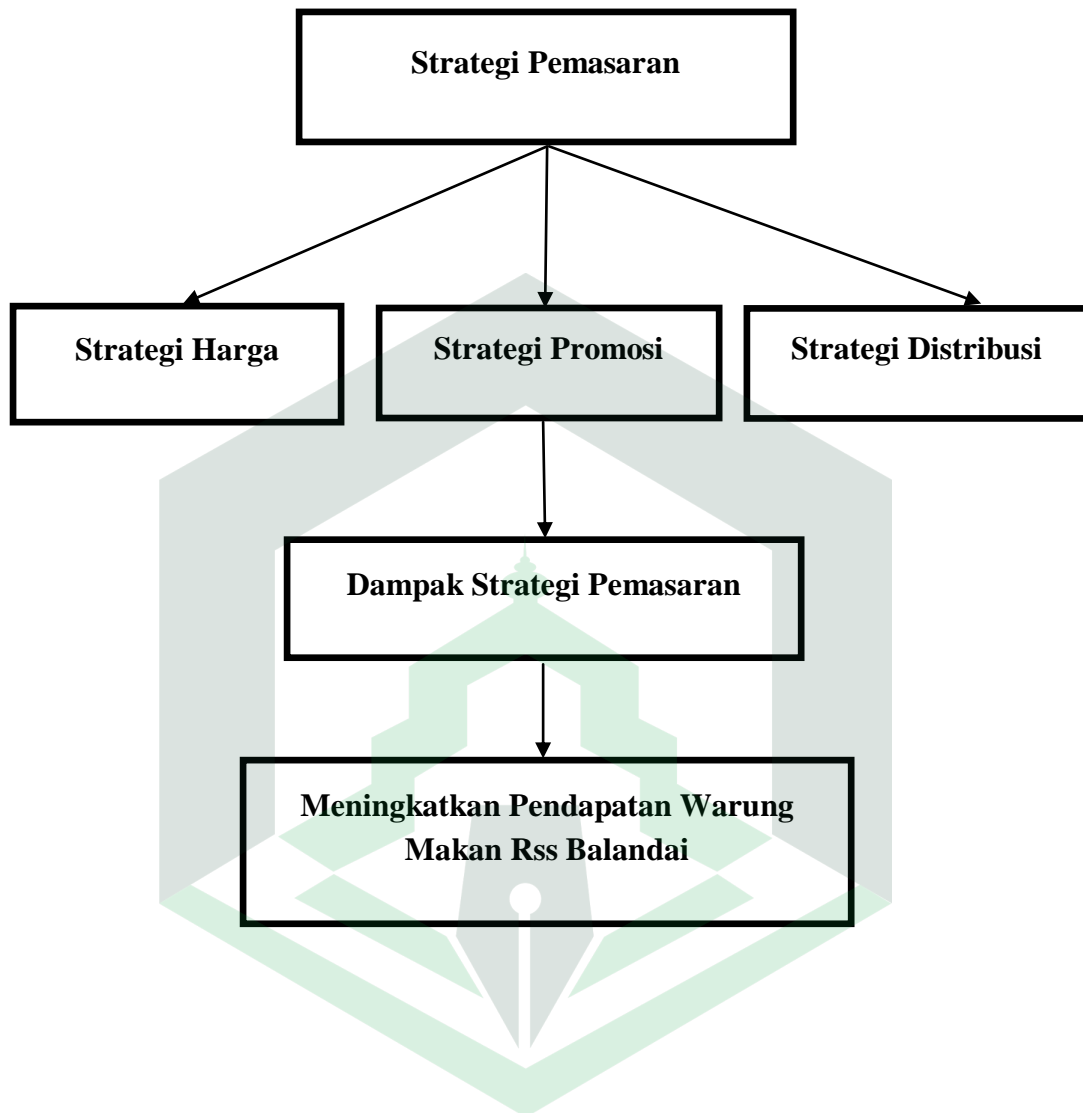 Strategi Pemasaran
Strategi Harga
Strategi Promosi
Strategi Distribusi
Dampak Strategi Pemasaran
Meningkatkan Pendapatan Warung
Makan Rss Balandai